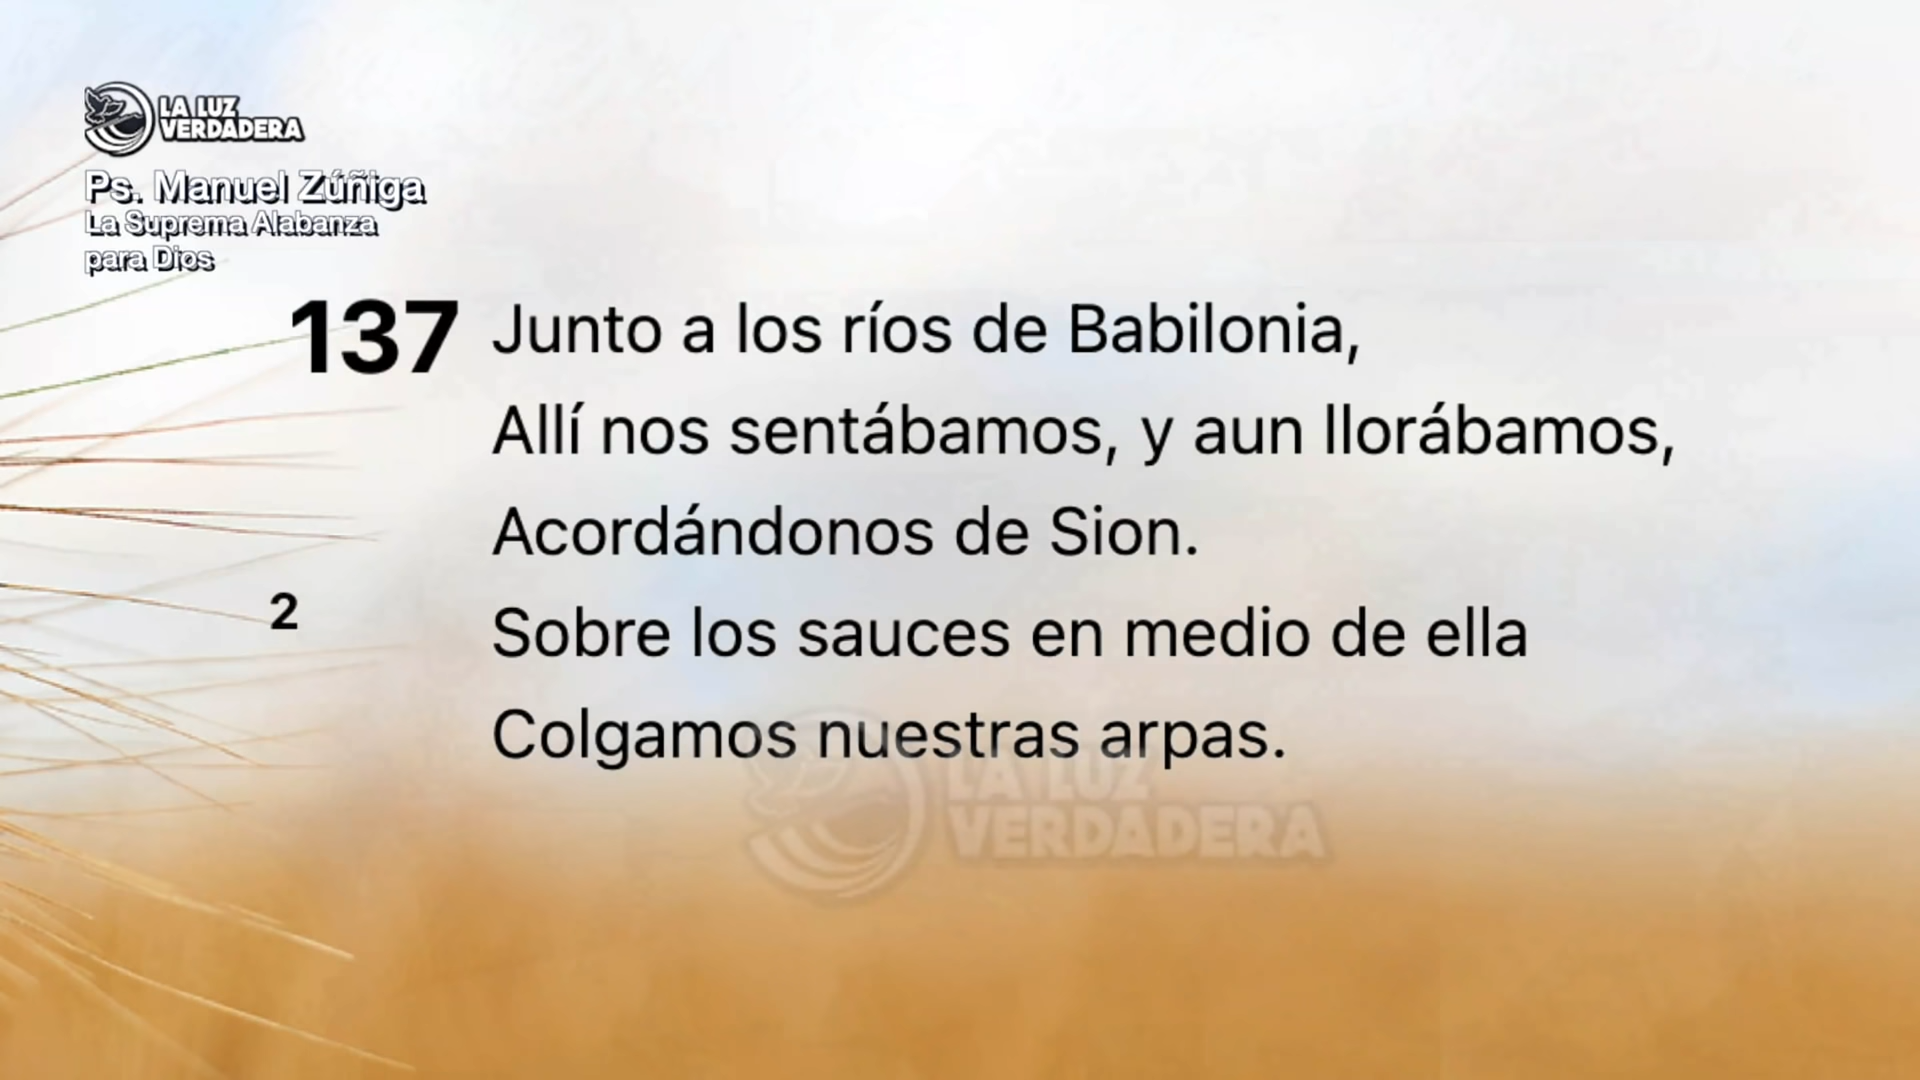 LA LUZ
VERDADERA
Ps. Manuel Zúñiga
La Suprema Alabanza
para Dios
137 Junto a los ríos de Babilonia,
Allí nos sentábamos, y aun llorábamos,
Acordándonos de Sion.
2 Sobre los sauces en medio de ella
Colgamos nuestras arpas.
LA LUZ
VERDADERA